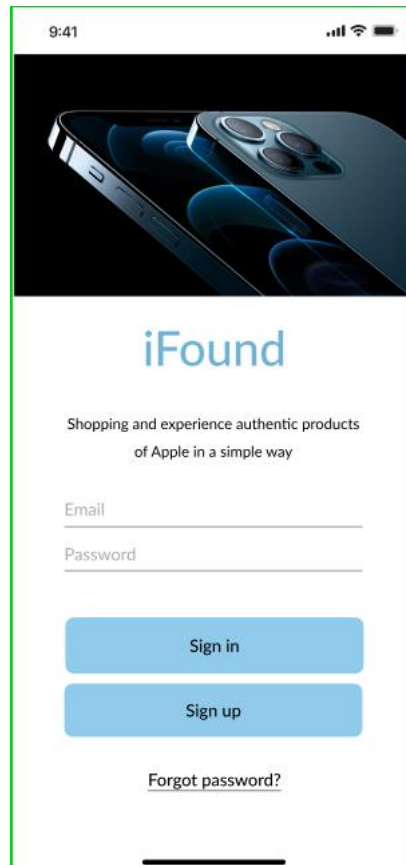 9:41
iFound
Shopping and experience authentic products
of Apple in a simple way
Email
Password
Sign in
Sign up
Forgot password?